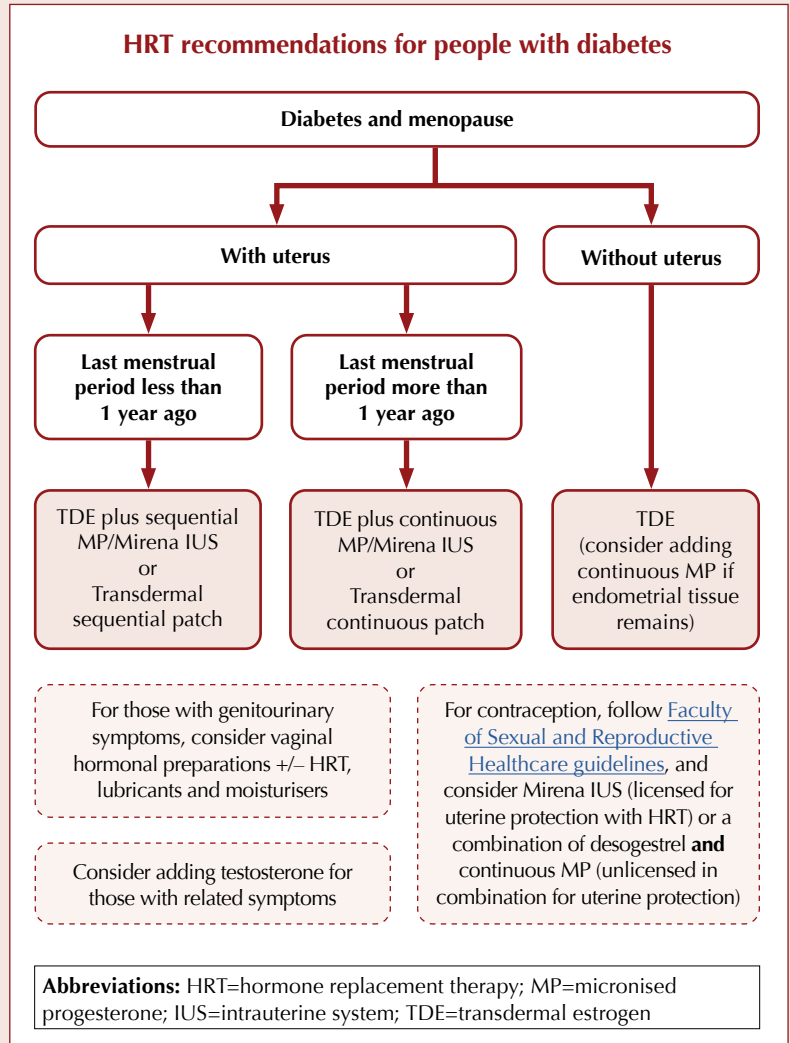 HRT recommendations for people with diabetes
Diabetes and menopause
With uterus
Without uterus
Last menstrual
period less than
1 year ago
Last menstrual
period more than
1 year ago
TDE plus sequential
MP/Mirena IUS
or
Transdermal
sequential patch
TDE plus continuous
MP/Mirena IUS
or
Transdermal
continuous patch
TDE
(consider adding
continuous MP if
endometrial tissue
remains)
For those with genitourinary
symptoms, consider vaginal
hormonal preparations +/– HRT,
lubricants and moisturisers
Consider adding testosterone for
those with related symptoms
For contraception, follow Faculty
of Sexual and Reproductive
Healthcare guidelines, and
consider Mirena IUS (licensed for
uterine protection with HRT) or a
combination of desogestrel and
continuous MP (unlicensed in
combination for uterine protection)
Abbreviations: HRT=hormone replacement therapy; MP=micronised
progesterone; IUS=intrauterine system; TDE=transdermal estrogen